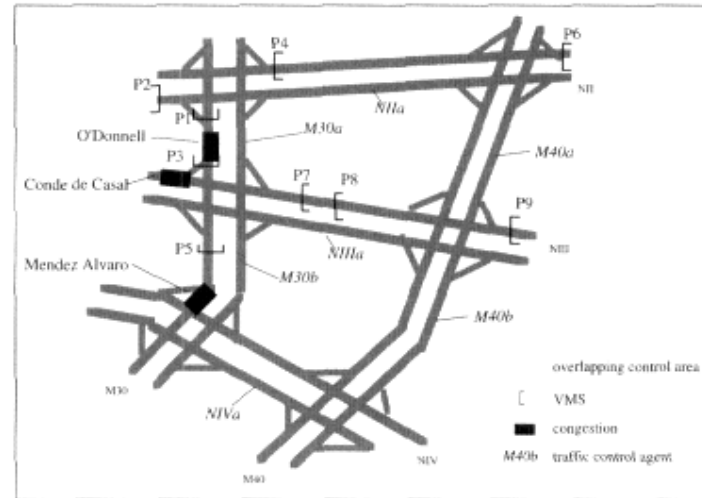 P4
P6
P2
P1
NIIa
NII
O'Donnell
M30a
P3
M40a
Conde de Casal
P7
P8
P9
P5
NIIIa
NIII
Mendez Alvaro
M30b
M40b
overlapping control area
VMS
M30
NIVa
congestion
M40b traffic control agent
NIV
M40